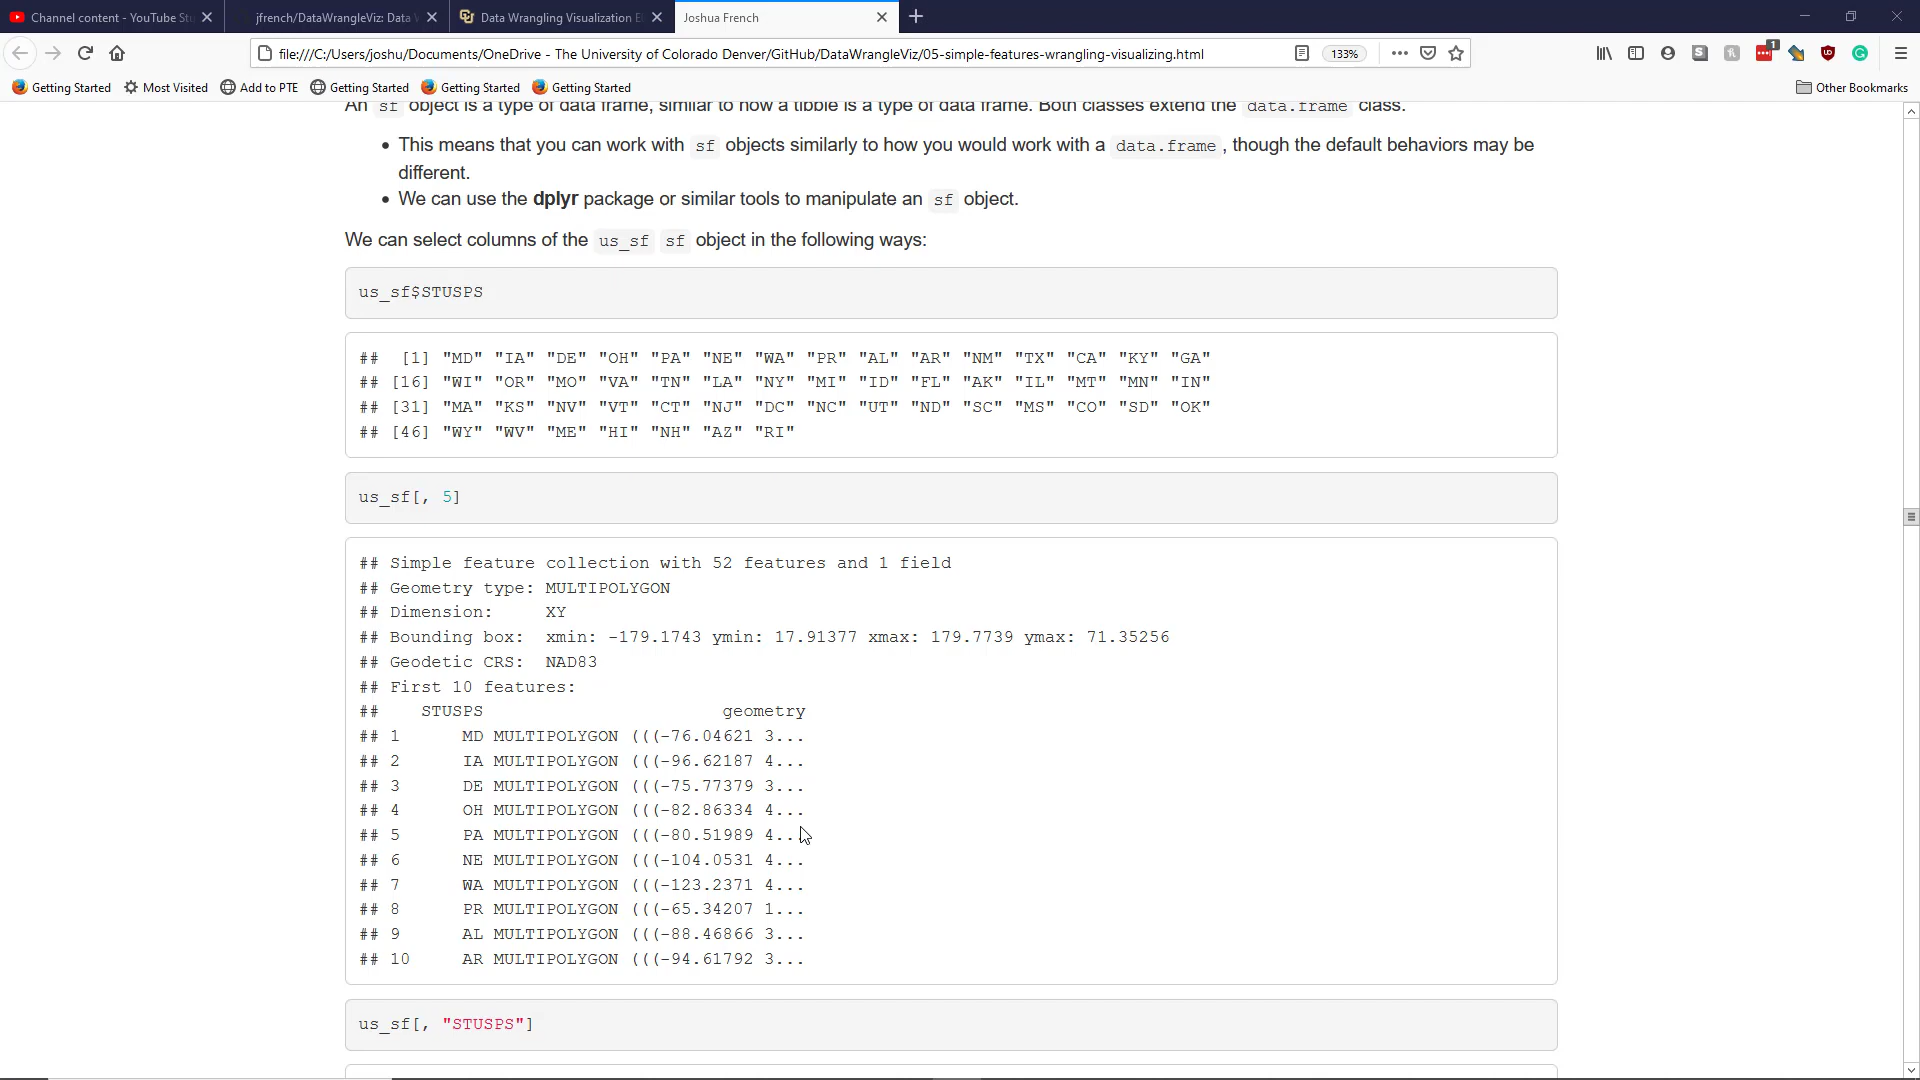 Channel content - YouTube St
jfrench/DataWrangleViz: Data
Data Wrangling Visualization E
Joshua French
file:///C:/Users/joshu/Documents/OneDrive - The University of Colorado Denver/GitHub/DataWrangleViz/05-simple-features-wrangling-visualizing.html
133%
1
Getting Started
Most Visited
Add to PTE
Getting Started
Getting Started
Getting Started
Other Bookmarks
An sf object is a type of data frame, similar to how a tibble is a type of data frame. Both classes extend the data.frame class.
• This means that you can work with sf objects similarly to how you would work with a data.frame, though the default behaviors may be
different.
• We can use the dplyr package or similar tools to manipulate an sf object.
We can select columns of the us_sf sf object in the following ways:
us_sf$STUSPS
## [1] "MD" "IA" "DE" "OH" "PA" "NE" "WA" "PR" "AL" "AR" "NM" "TX" "CA" "KY" "GA"
## [16] "WI" "OR" "MO" "VA" "TN" "LA" "NY" "MI" "ID" "FL" "AK" "IL" "MT" "MN" "IN"
## [31] "MA" "KS" "NV" "VT" "CT" "NJ" "DC" "NC" "UT" "ND" "SC" "MS" "CO" "SD" "OK"
## [46] "WY" "WV" "ME" "HI" "NH" "AZ" "RI"
us_sf[, 5]
## Simple feature collection with 52 features and 1 field
## Geometry type: MULTIPOLYGON
## Dimension: XY
## Bounding box: xmin: -179.1743 ymin: 17.91377 xmax: 179.7739 ymax: 71.35256
## Geodetic CRS: NAD83
## First 10 features:
## STUSPS geometry
## 1 MD MULTIPOLYGON (((-76.04621 3...
## 2 IA MULTIPOLYGON (((-96.62187 4...
## 3 DE MULTIPOLYGON (((-75.77379 3...
## 4 OH MULTIPOLYGON (((-82.86334 4...
## 5 PA MULTIPOLYGON (((-80.51989 4...
## 6 NE MULTIPOLYGON (((-104.0531 4...
## 7 WA MULTIPOLYGON (((-123.2371 4...
## 8 PR MULTIPOLYGON (((-65.34207 1...
## 9 AL MULTIPOLYGON (((-88.46866 3...
## 10 AR MULTIPOLYGON (((-94.61792 3...
us_sf[, "STUSPS"]